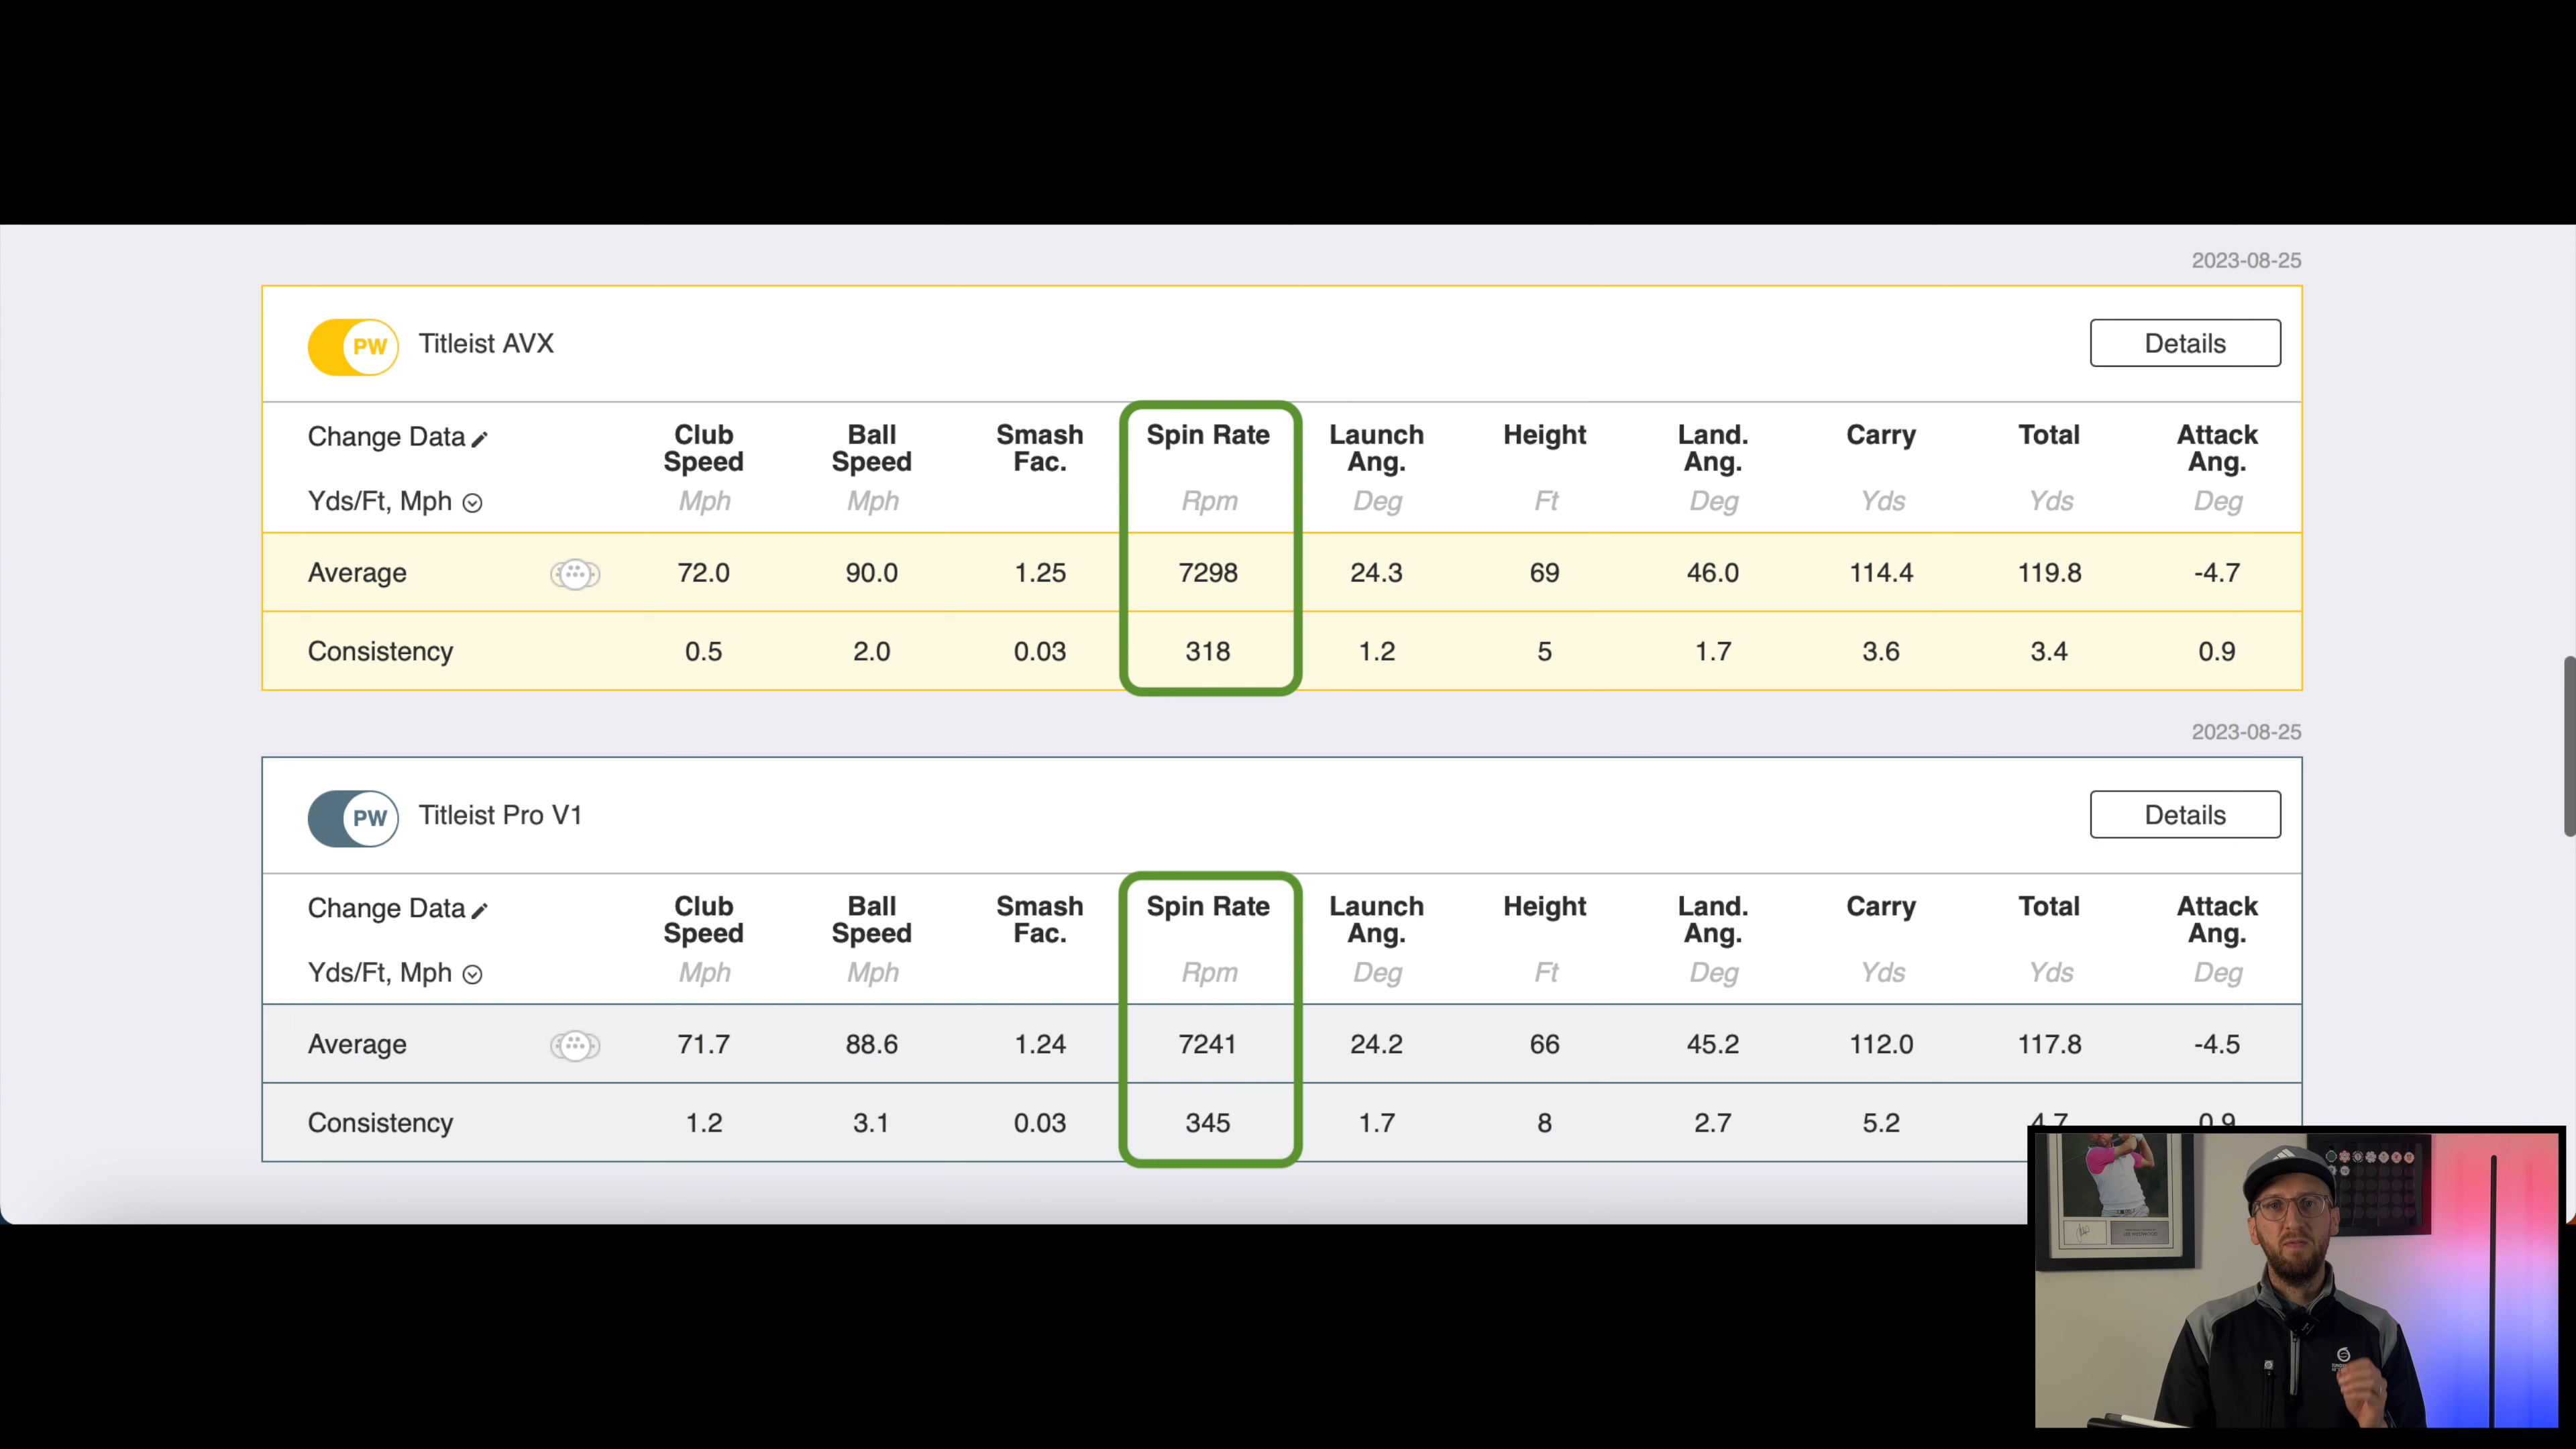 2023-08-25
PW Titleist AVX Details
Change Data Club Speed Ball Speed Smash Fac. Spin Rate Launch Ang. Height Land. Ang. Carry Total Attack Ang.
Yds/Ft, Mph Mph Mph Rpm Deg Ft Deg Yds Yds Deg
Average 72.0 90.0 1.25 7298 24.3 69 46.0 114.4 119.8 -4.7
Consistency 0.5 2.0 0.03 318 1.2 5 1.7 3.6 3.4 0.9
2023-08-25
PW Titleist Pro V1 Details
Change Data Club Speed Ball Speed Smash Fac. Spin Rate Launch Ang. Height Land. Ang. Carry Total Attack Ang.
Yds/Ft, Mph Mph Mph Rpm Deg Ft Deg Yds Yds Deg
Average 71.7 88.6 1.24 7241 24.2 66 45.2 112.0 117.8 -4.5
Consistency 1.2 3.1 0.03 345 1.7 8 2.7 5.2 4.7 0.9